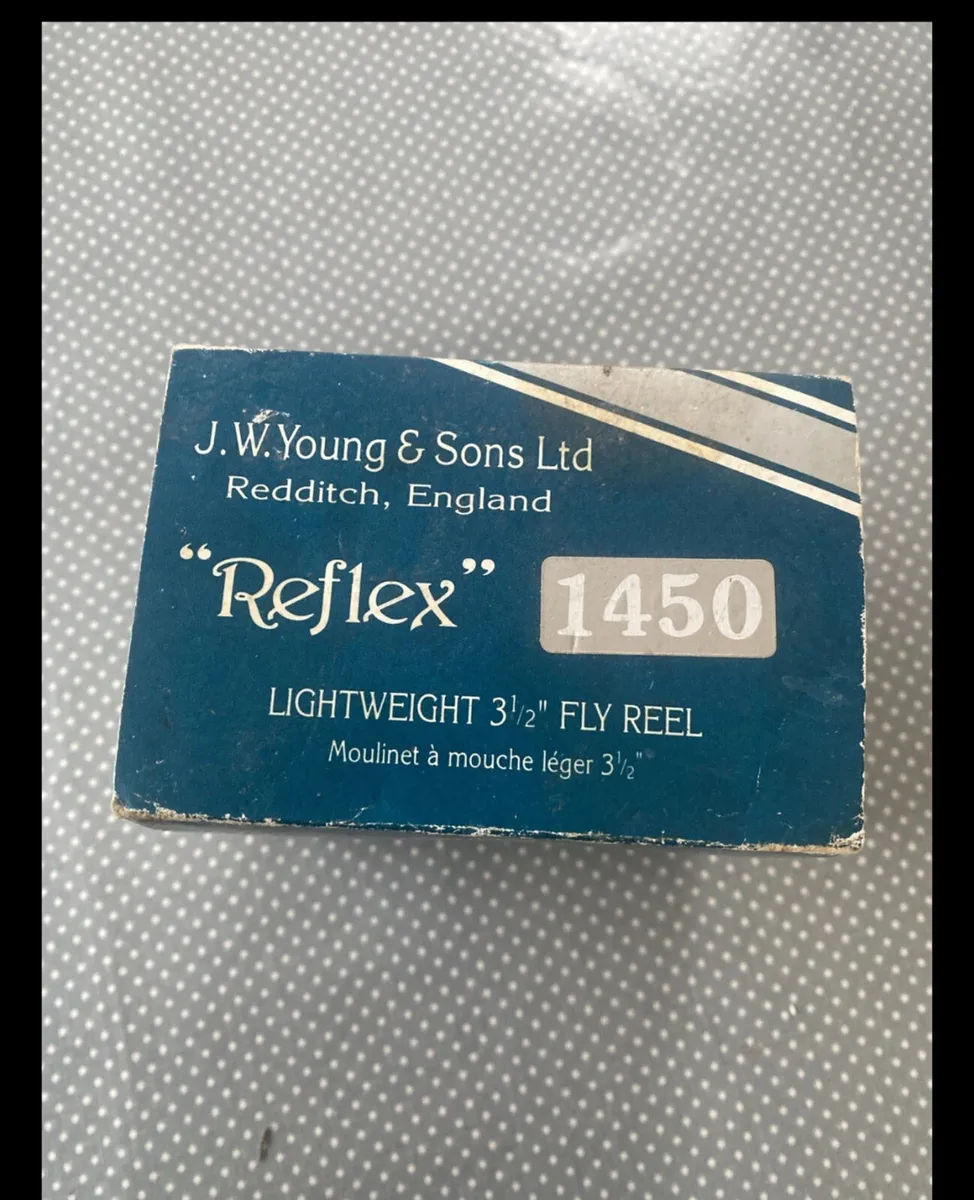 J.W.Young & Sons Ltd
Redditch, England
“Reflex” 1450
LIGHTWEIGHT 3½" FLY REEL
Moulinet à mouche léger 3½"